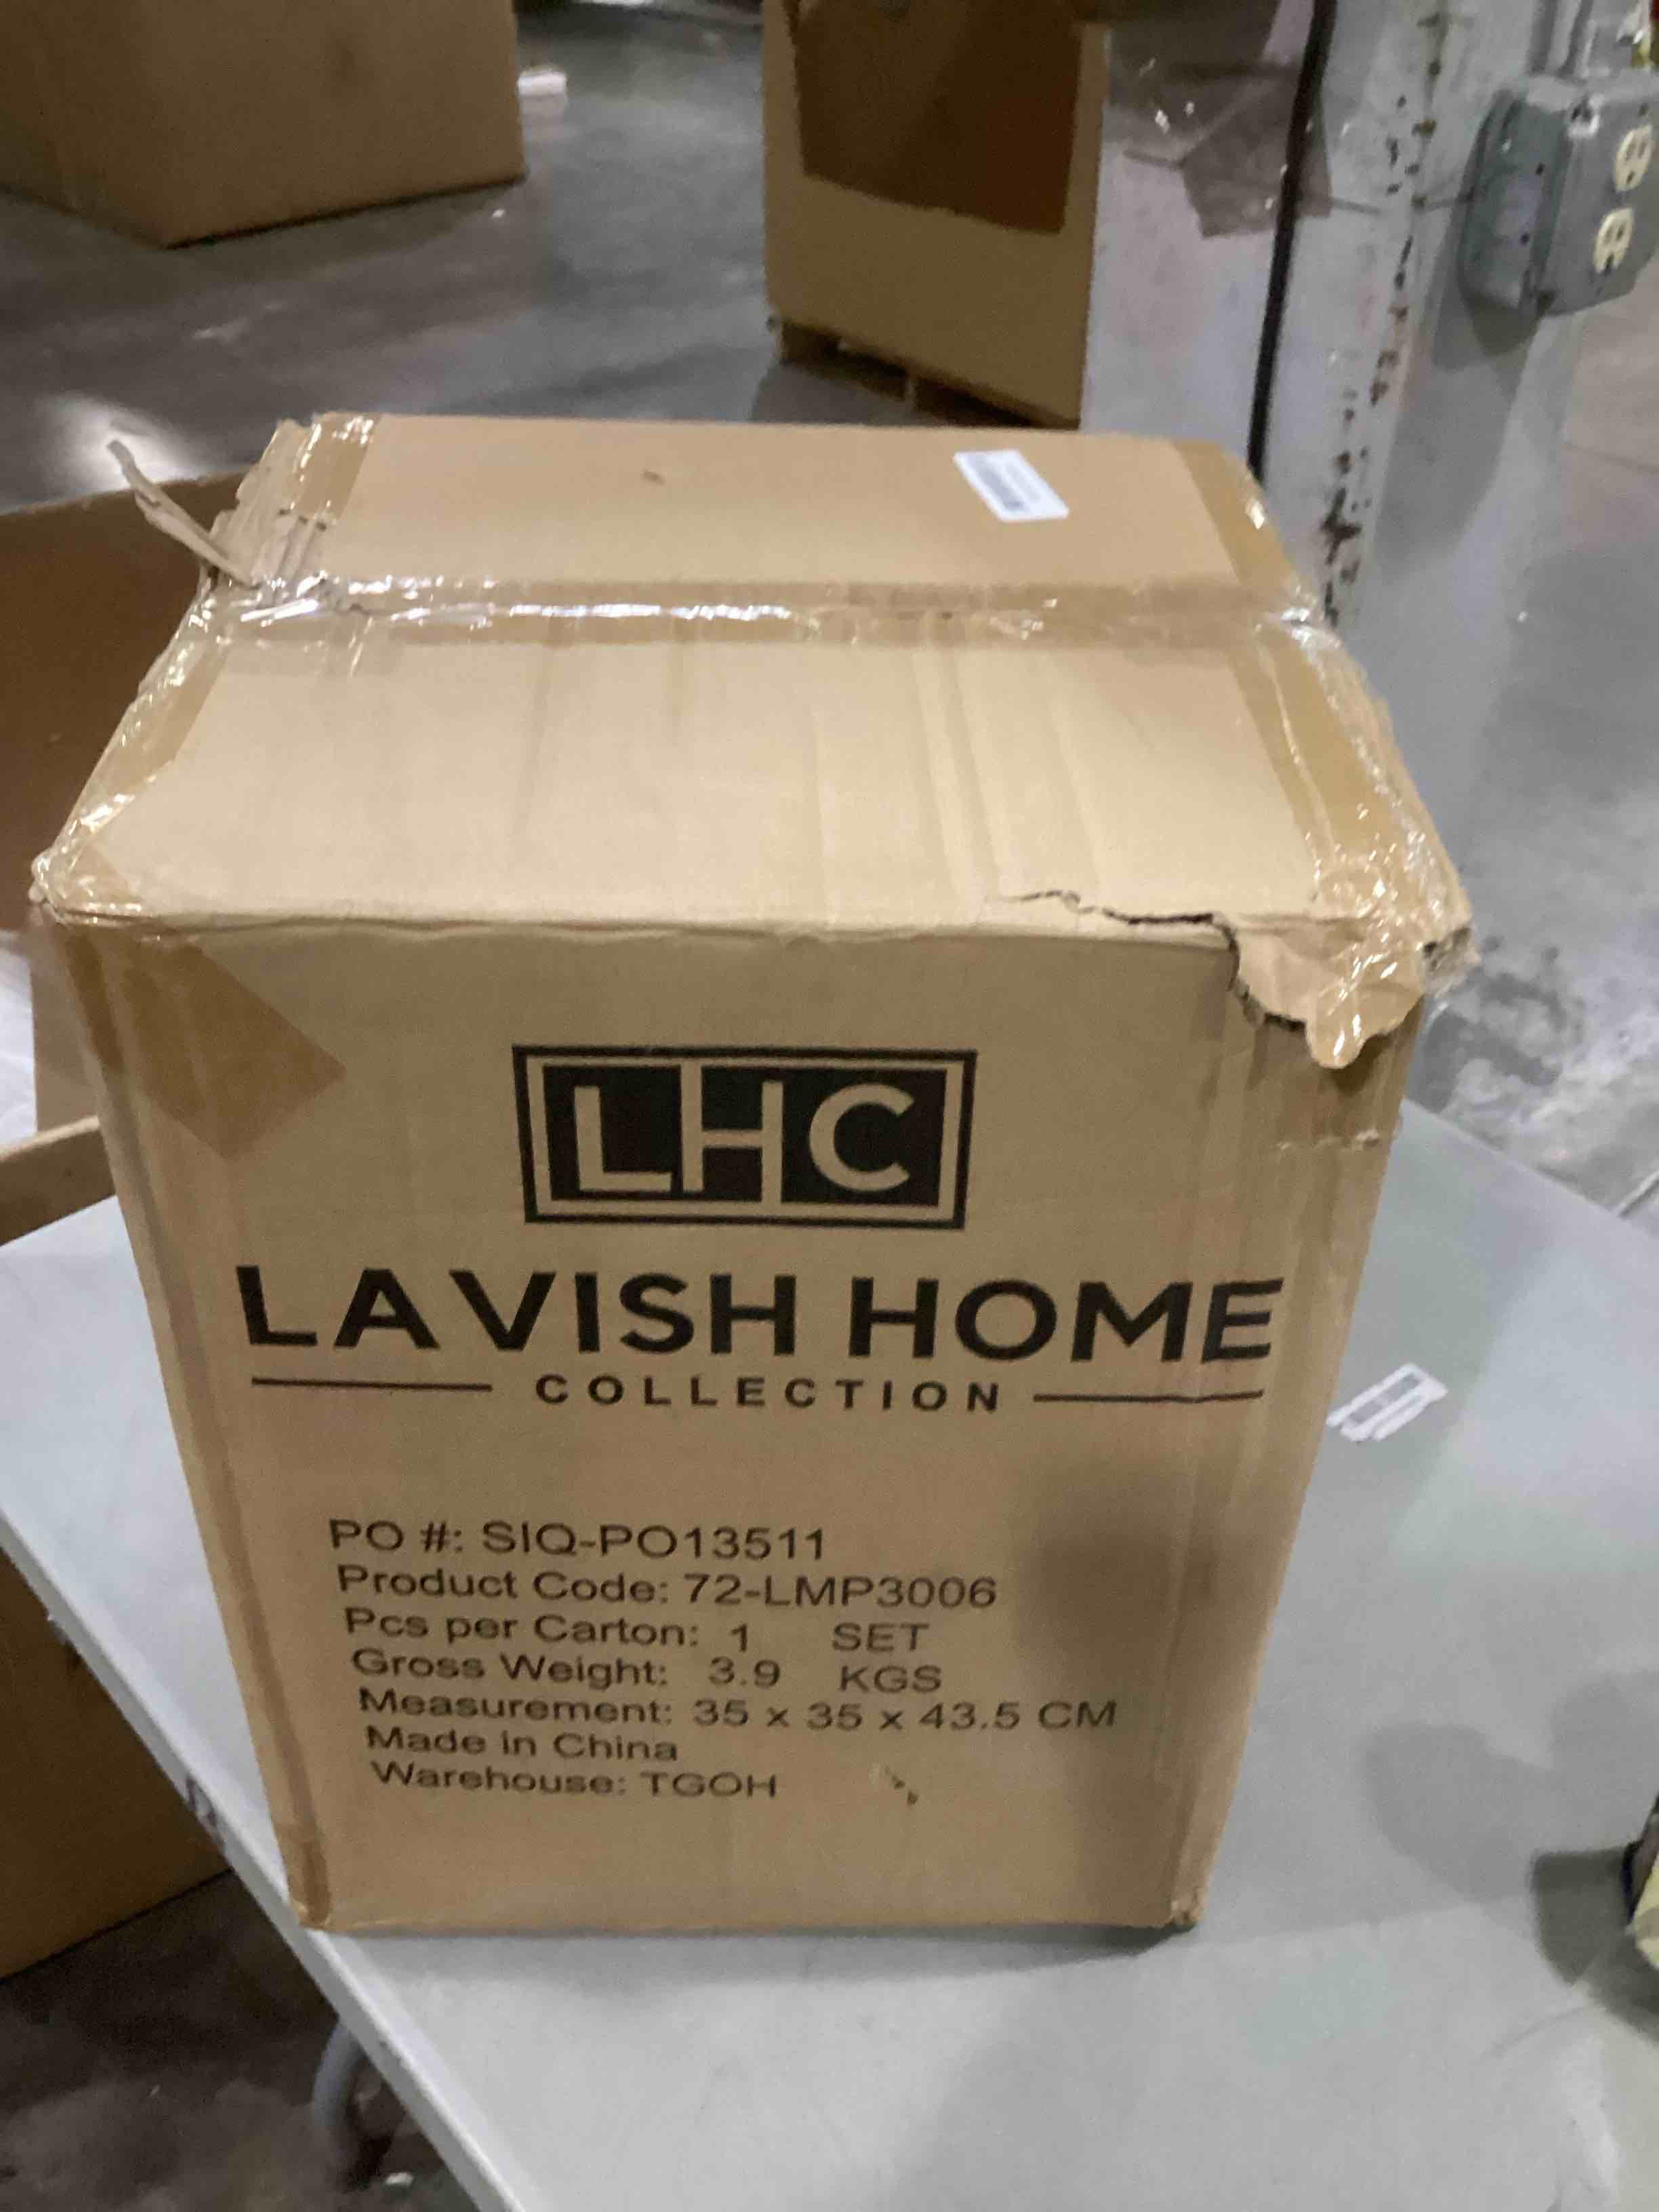 LHC
LAVISH HOME
COLLECTION
PO #: SIQ-PO13511
Product Code: 72-LMP3006
Pcs per Carton: 1 SET
Gross Weight: 3.9 KGS
Measurement: 35 x 35 x 43.5 CM
Made in China
Warehouse: TGOH